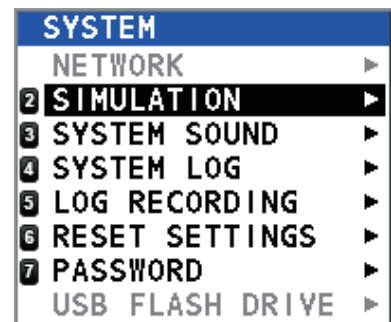 SYSTEM
NETWORK
2 SIMULATION
3 SYSTEM SOUND
4 SYSTEM LOG
5 LOG RECORDING
6 RESET SETTINGS
7 PASSWORD
USB FLASH DRIVE